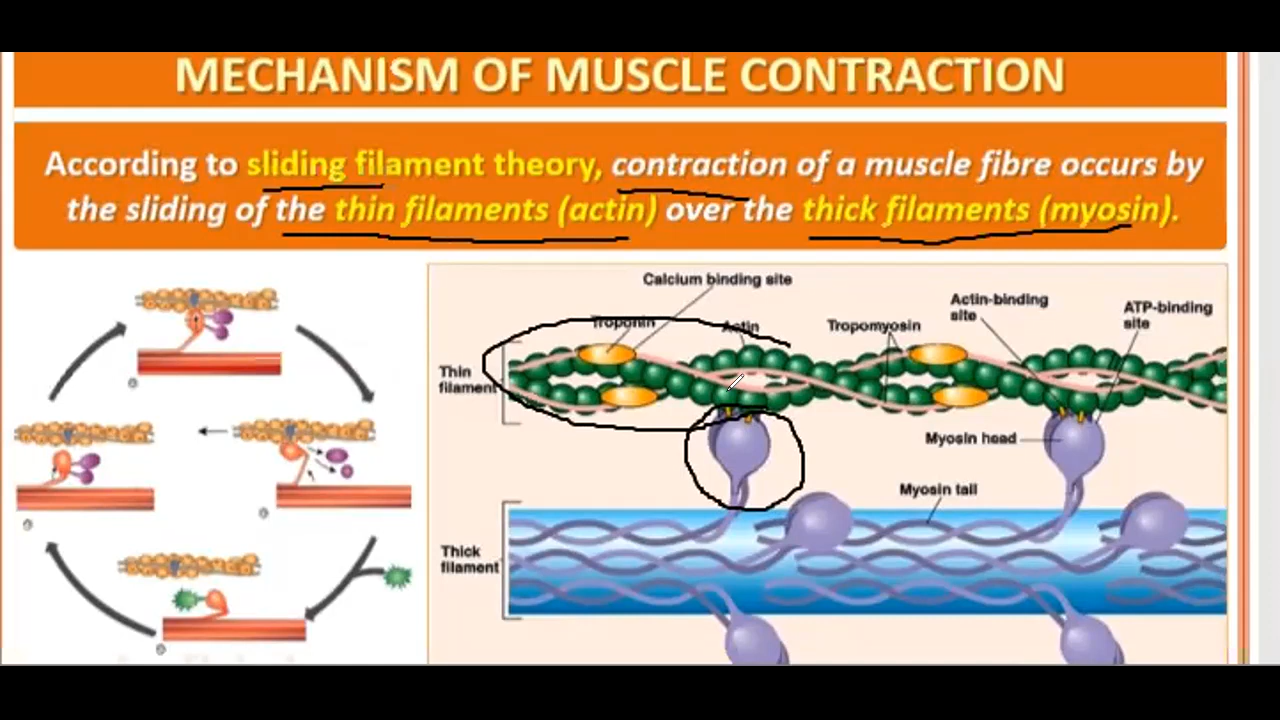 MECHANISM OF MUSCLE CONTRACTION
According to sliding filament theory, contraction of a muscle fibre occurs by
the sliding of the thin filaments (actin) over the thick filaments (myosin).
Calcium binding site
Troponin
Actin
Tropomyosin
Actin-binding
site
ATP-binding
site
Thin
filament
Myosin head
Myosin tail
Thick
filament